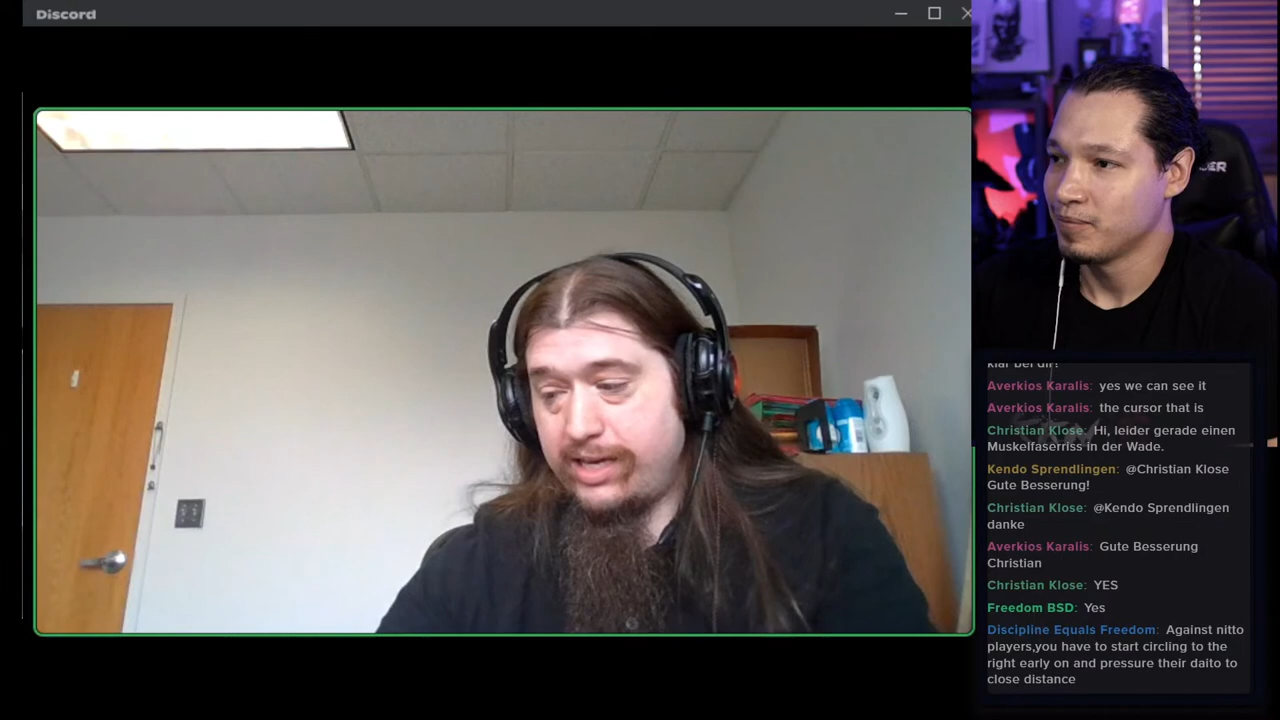 Discord
Averkios Karalis: yes we can see it
Averkios Karalis: the cursor that is
Christian Klose: Hi, leider gerade einen
Muskelfaserriss in der Wade.
Kendo Sprendlingen: @Christian Klose
Gute Besserung!
Christian Klose: @Kendo Sprendlingen
danke
Averkios Karalis: Gute Besserung
Christian
Christian Klose: YES
Freedom BSD: Yes
Discipline Equals Freedom: Against nitto
players,you have to start circling to the
right early on and pressure their daito to
close distance